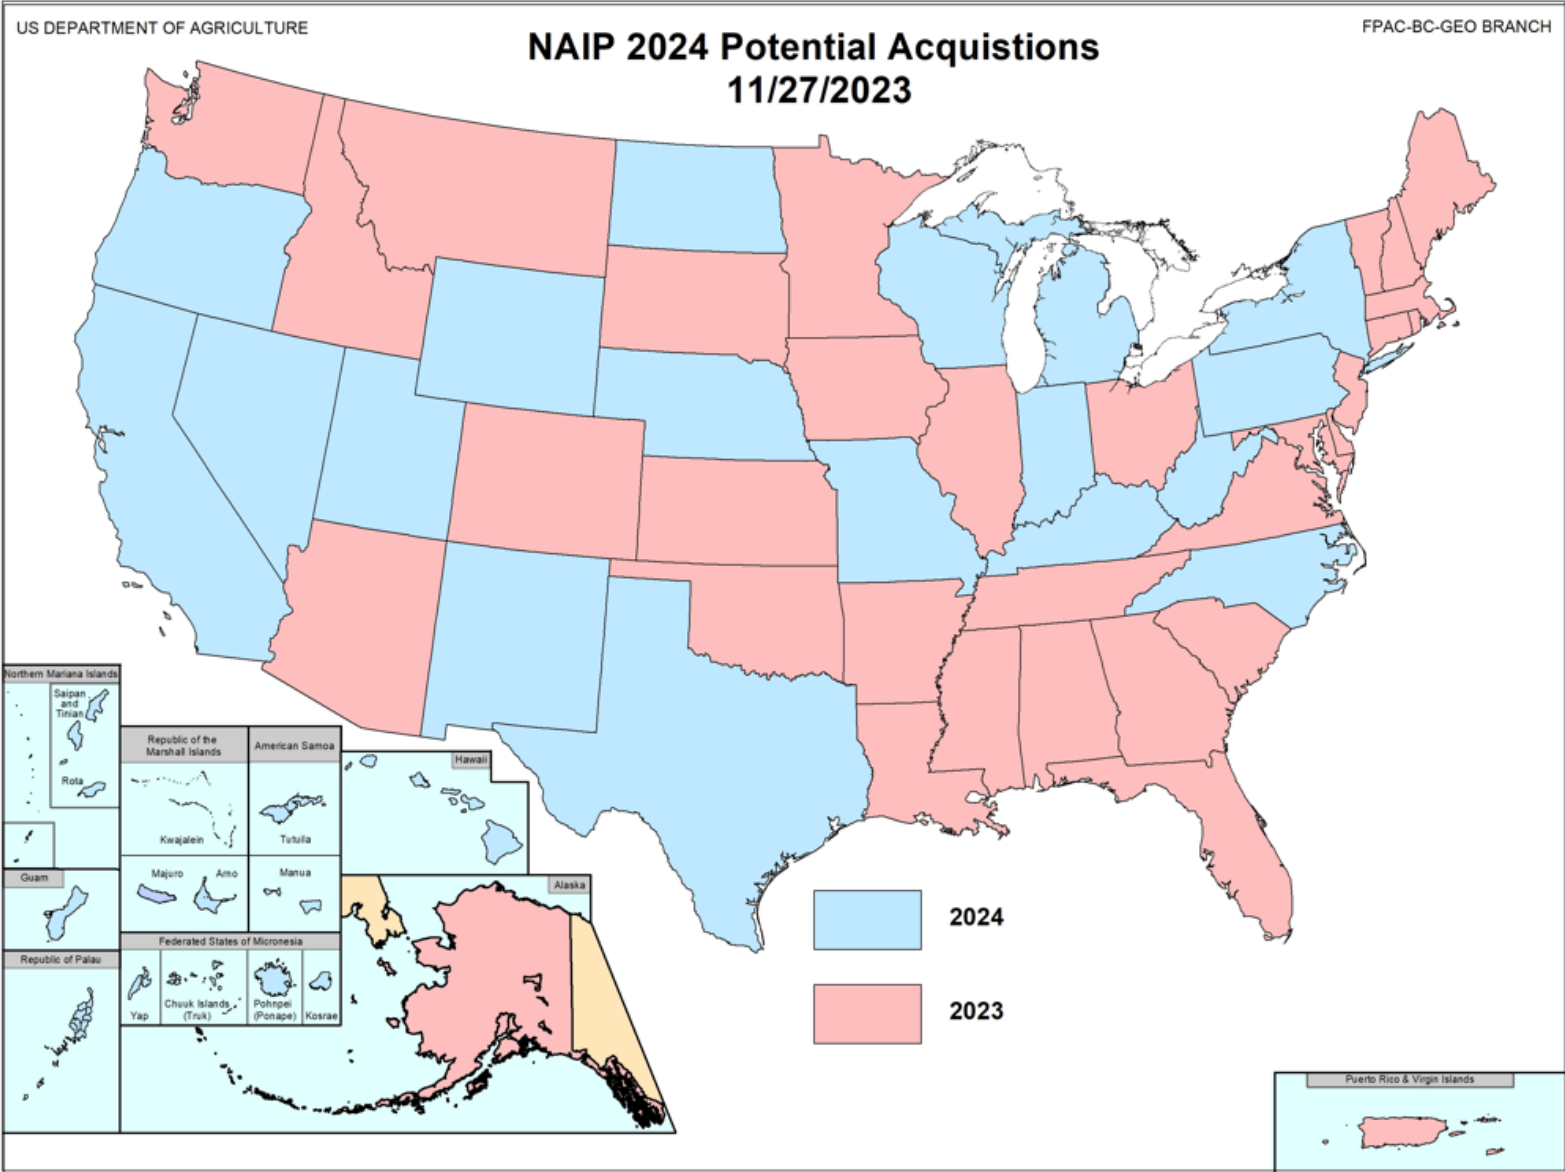 US DEPARTMENT OF AGRICULTURE
FPAC-BC-GEO BRANCH
NAIP 2024 Potential Acquistions
11/27/2023
Northern Mariana Islands
Saipan
and
Tinian
Rota
Republic of the
Marshall Islands
American Samoa
Kwajalein
Tutuila
Majuro
Arno
Manua
Hawaii
Guam
Alaska
Republic of Palau
Federated States of Micronesia
Yap
Chuuk Islands
(Truk)
Pohnpei
(Ponape)
Kosrae
2024
2023
Puerto Rico & Virgin Islands